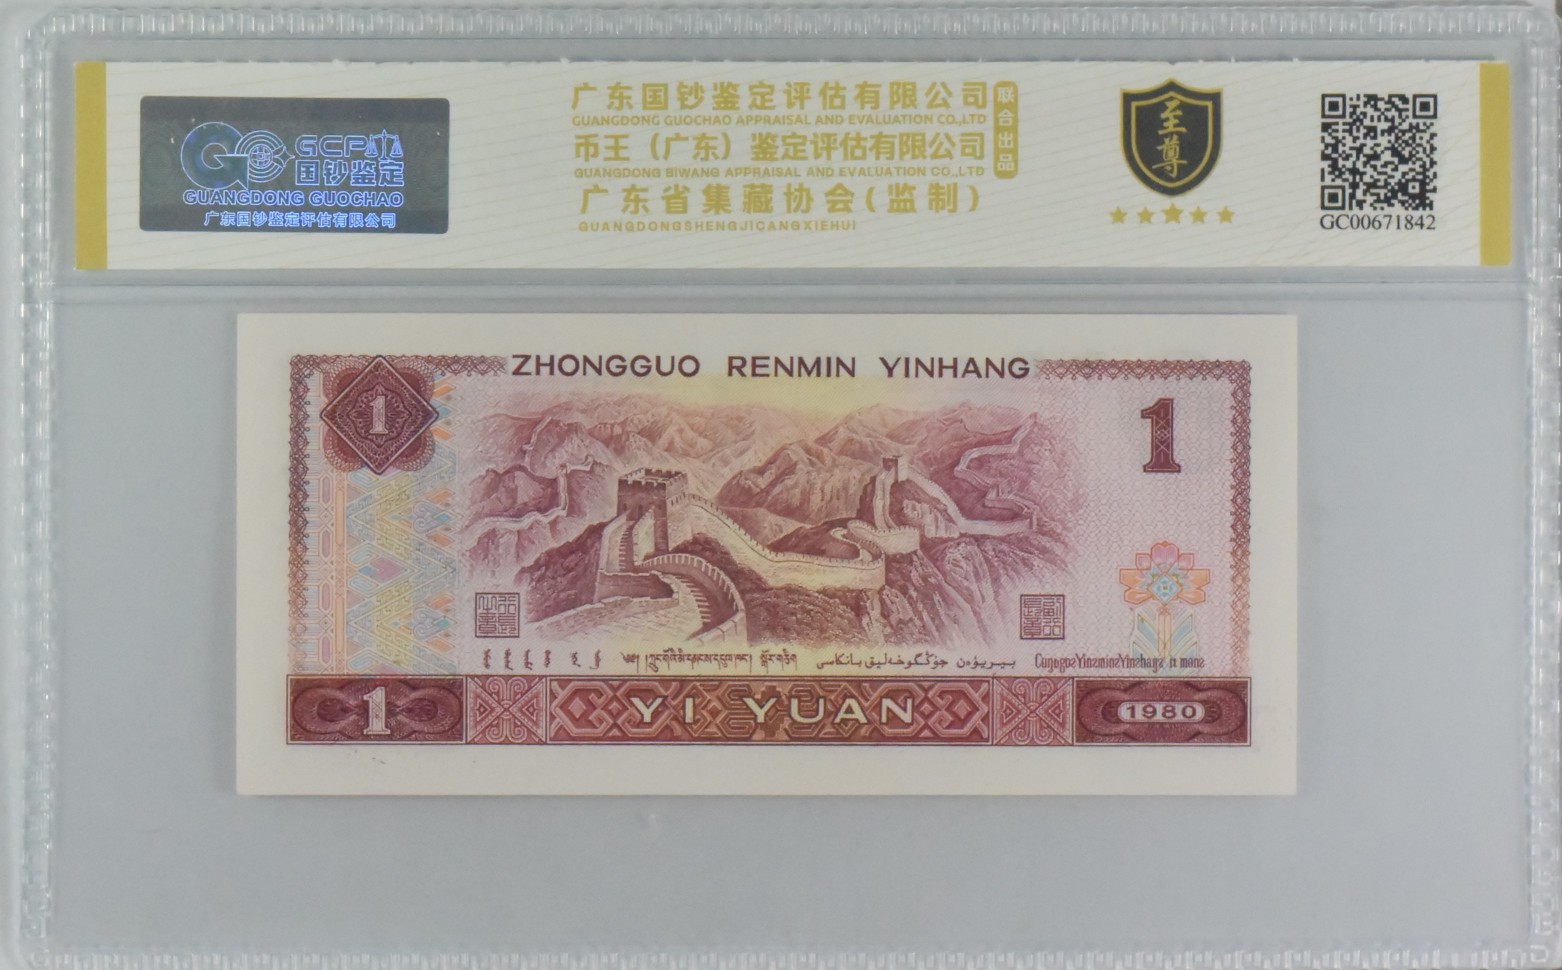 GCP
国钞鉴定
GUANGDONG GUOCHAO
广东国钞鉴定评估有限公司
广东国钞鉴定评估有限公司
GUANGDONG GUOCHAO APPRAISAL AND EVALUATION CO.,LTD
币王（广东）鉴定评估有限公司
GUANGDONG BIWANG APPRAISAL AND EVALUATION CO.,LTD
联合出品
广东省集藏协会(监制)
GUANGDONGSHENGJICANGXIEHUI
至尊
GC00671842
ZHONGGUO RENMIN YINHANG
1
1
بىريۋەن جۇڭگوخەلىق بانكاسى
1
YI YUAN
1980